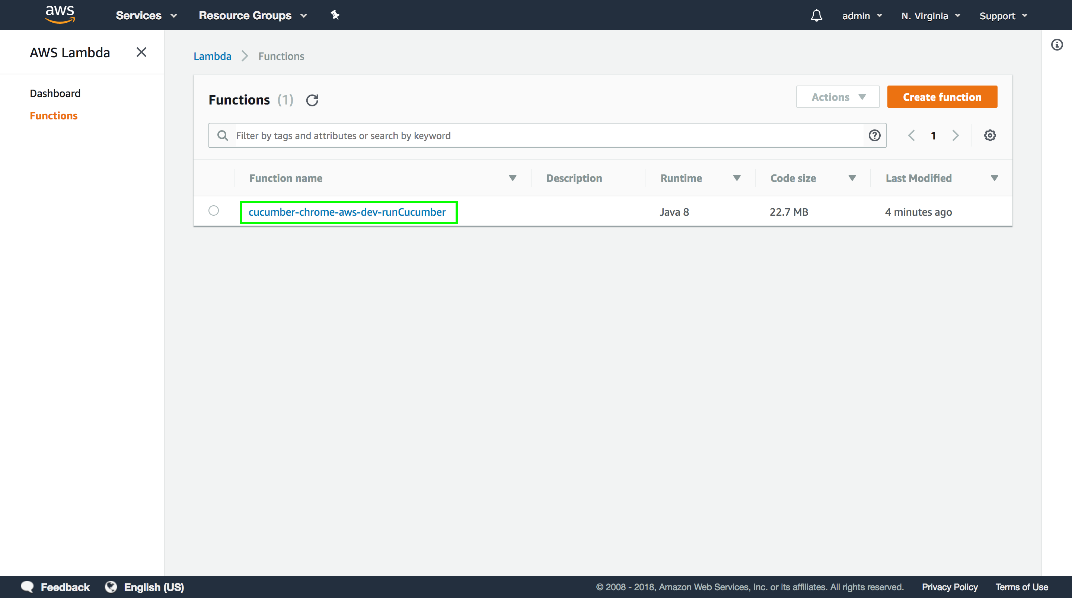 aws Services Resource Groups admin N. Virginia Support
AWS Lambda
Lambda Functions
Dashboard
Functions
Functions (1) Actions Create function
Filter by tags and attributes or search by keyword 1
Function name Description Runtime Code size Last Modified
cucumber-chrome-aws-dev-runCucumber Java 8 22.7 MB 4 minutes ago
Feedback English (US) © 2008 - 2018, Amazon Web Services, Inc. or its affiliates. All rights reserved. Privacy Policy Terms of Use